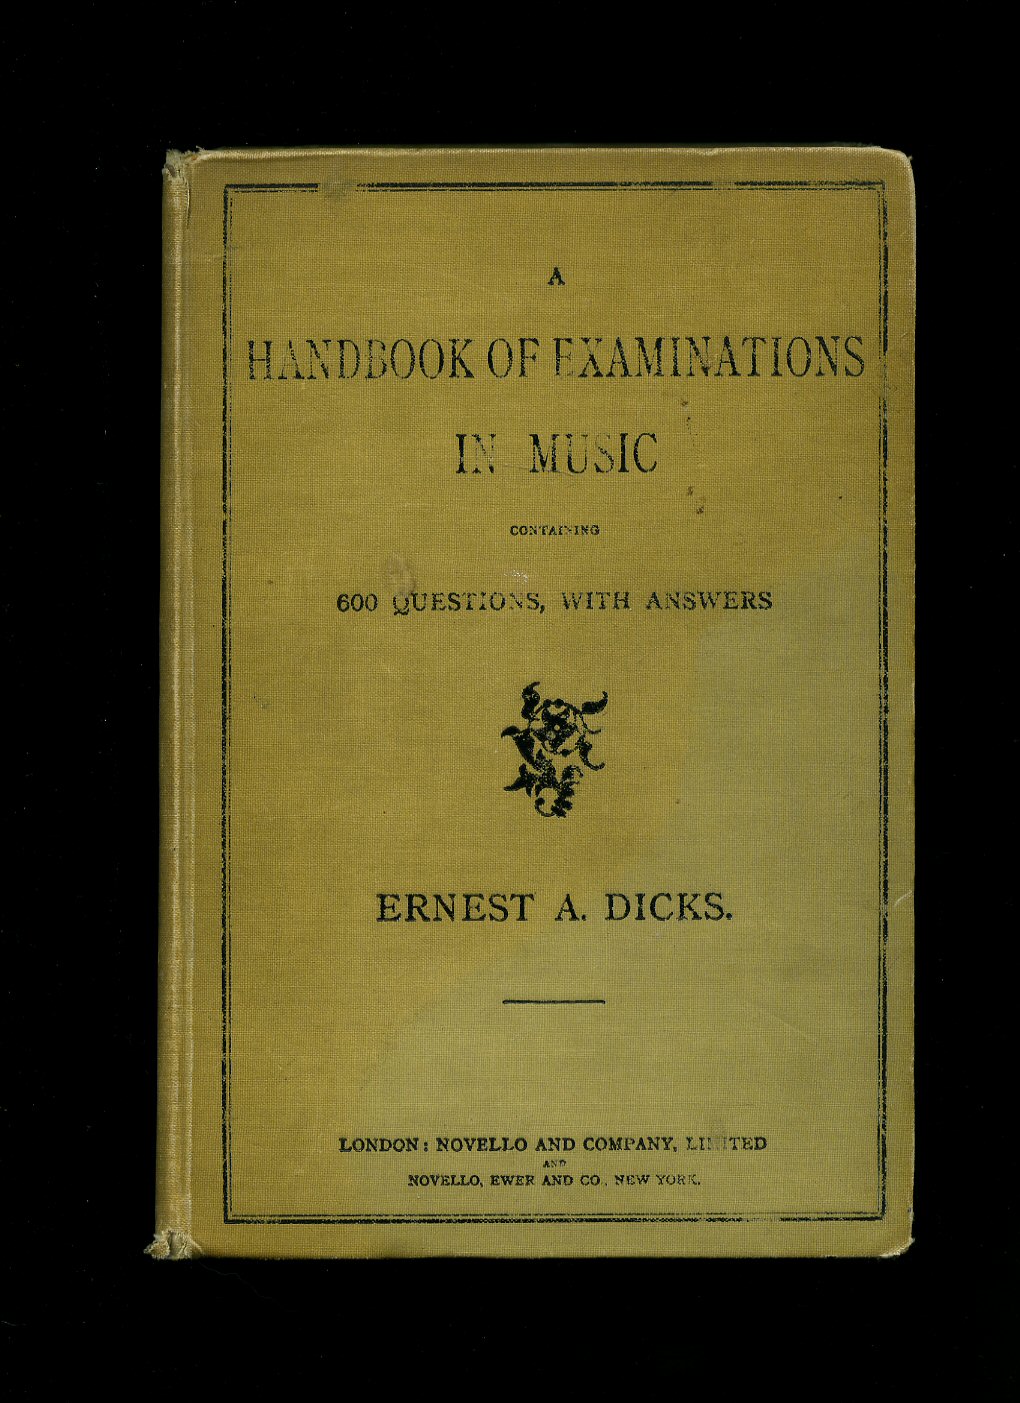 A
HANDBOOK OF EXAMINATIONS
IN MUSIC
CONTAINING
600 QUESTIONS, WITH ANSWERS
ERNEST A. DICKS.
LONDON: NOVELLO AND COMPANY, LIMITED
AND
NOVELLO, EWER AND CO., NEW YORK.